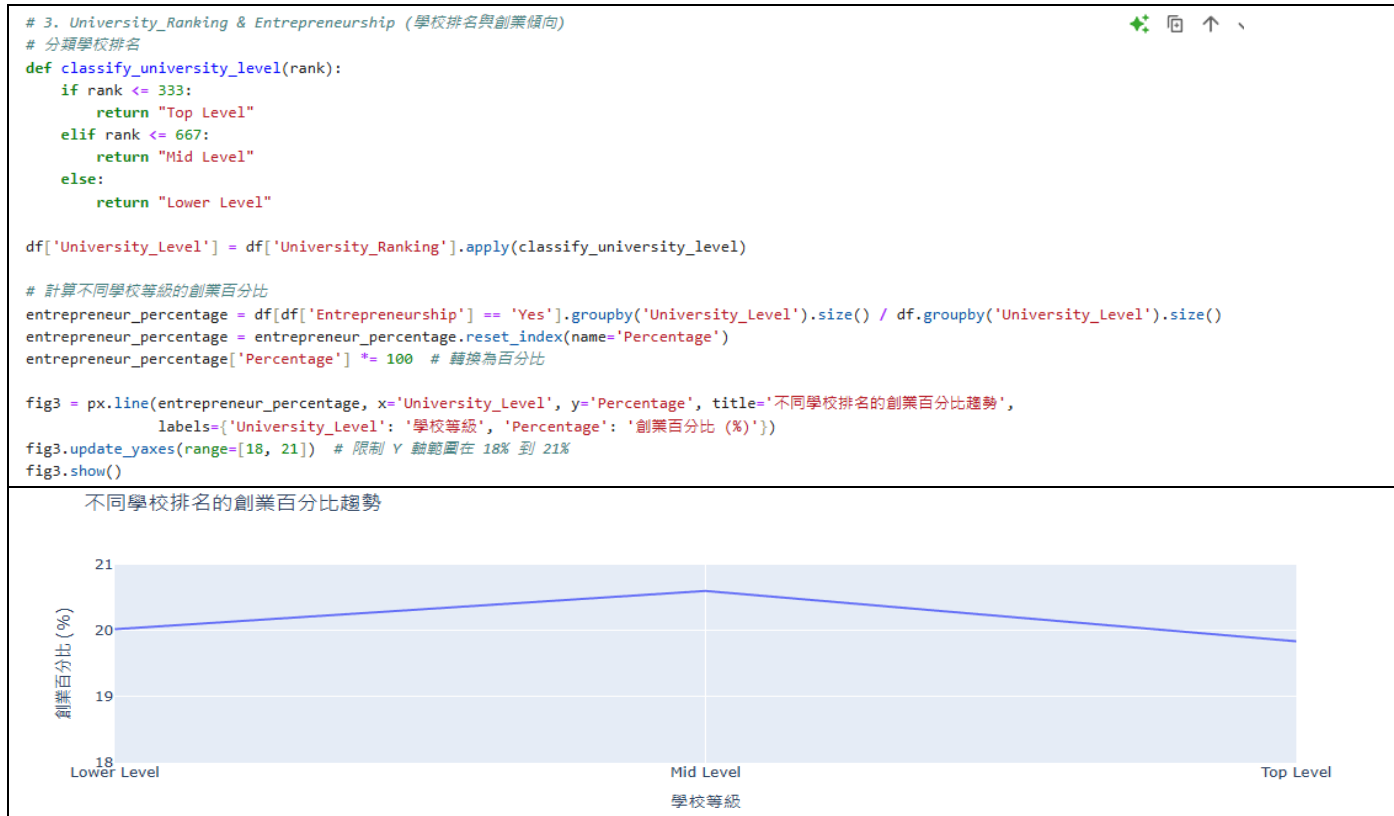 # 3. University_Ranking & Entrepreneurship (學校排名與創業傾向)
# 分類學校排名
def classify_university_level(rank):
    if rank <= 333:
        return "Top Level"
    elif rank <= 667:
        return "Mid Level"
    else:
        return "Lower Level"
df['University_Level'] = df['University_Ranking'].apply(classify_university_level)
# 計算不同學校等級的創業百分比
entrepreneur_percentage = df[df['Entrepreneurship'] == 'Yes'].groupby('University_Level').size() / df.groupby('University_Level').size()
entrepreneur_percentage = entrepreneur_percentage.reset_index(name='Percentage')
entrepreneur_percentage['Percentage'] *= 100  # 轉換為百分比
fig3 = px.line(entrepreneur_percentage, x='University_Level', y='Percentage', title='不同學校排名的創業百分比趨勢',
              labels={'University_Level': '學校等級', 'Percentage': '創業百分比 (%)'})
fig3.update_yaxes(range=[18, 21])  # 限制 Y 軸範圍在 18% 到 21%
fig3.show()
不同學校排名的創業百分比趨勢
創業百分比 (%)
21
20
19
18
Lower Level Mid Level Top Level
學校等級